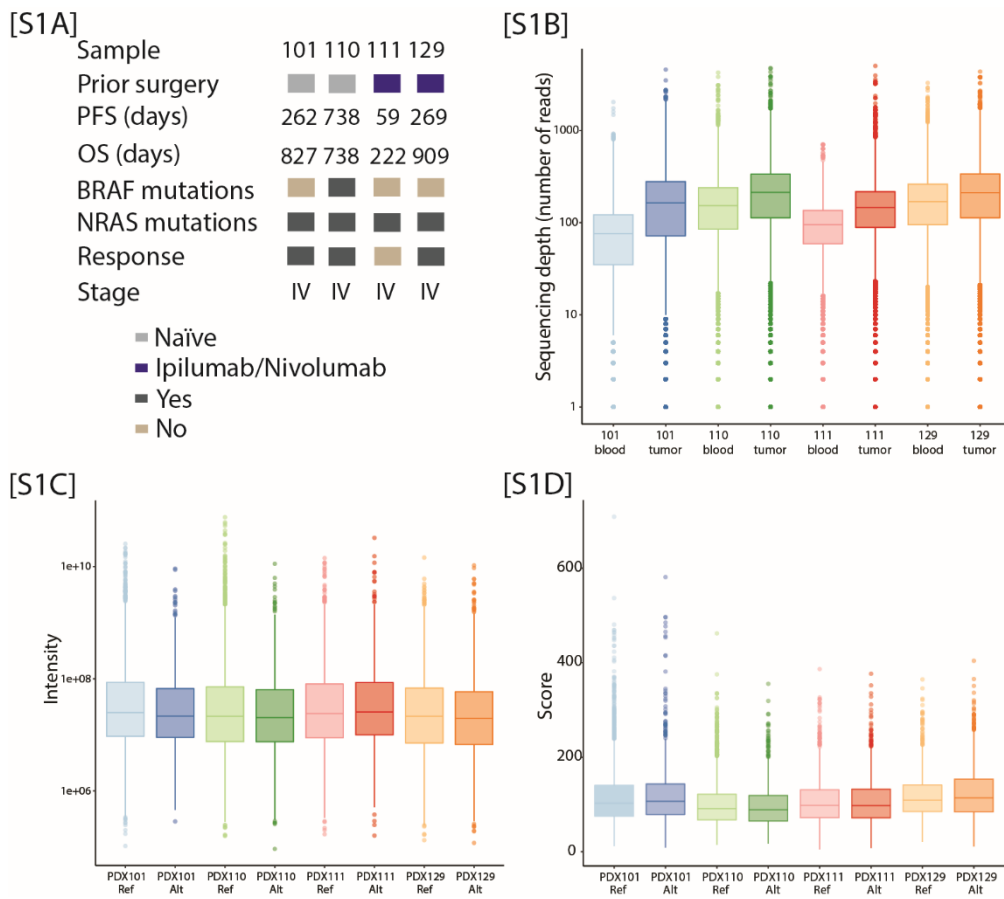 [S1A]
Sample 101 110 111 129
Prior surgery
PFS (days) 262 738 59 269
OS (days) 827 738 222 909
BRAF mutations
NRAS mutations
Response
Stage IV IV IV IV
Naïve
Ipilumab/Nivolumab
Yes
No
[S1B]
Sequencing depth (number of reads)
1000
100
10
1
101 blood
101 tumor
110 blood
110 tumor
111 blood
111 tumor
129 blood
129 tumor
[S1C]
Intensity
1e+10
1e+08
1e+06
PDX101 Ref
PDX101 Alt
PDX110 Ref
PDX110 Alt
PDX111 Ref
PDX111 Alt
PDX129 Ref
PDX129 Alt
[S1D]
Score
600
400
200
0
PDX101 Ref
PDX101 Alt
PDX110 Ref
PDX110 Alt
PDX111 Ref
PDX111 Alt
PDX129 Ref
PDX129 Alt